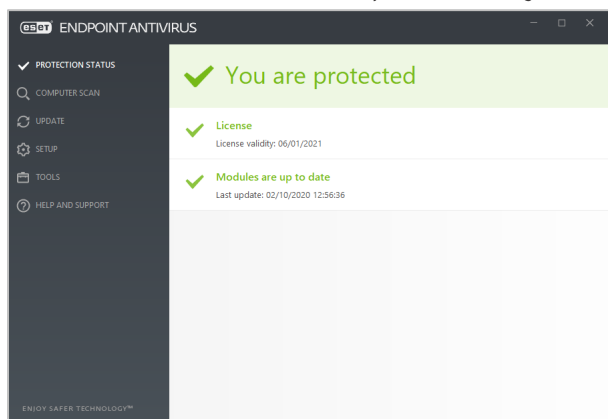 eset ENDPOINT ANTIVIRUS
PROTECTION STATUS
COMPUTER SCAN
UPDATE
SETUP
TOOLS
HELP AND SUPPORT
ENJOY SAFER TECHNOLOGY™
You are protected
License
License validity: 06/01/2021
Modules are up to date
Last update: 02/10/2020 12:56:36